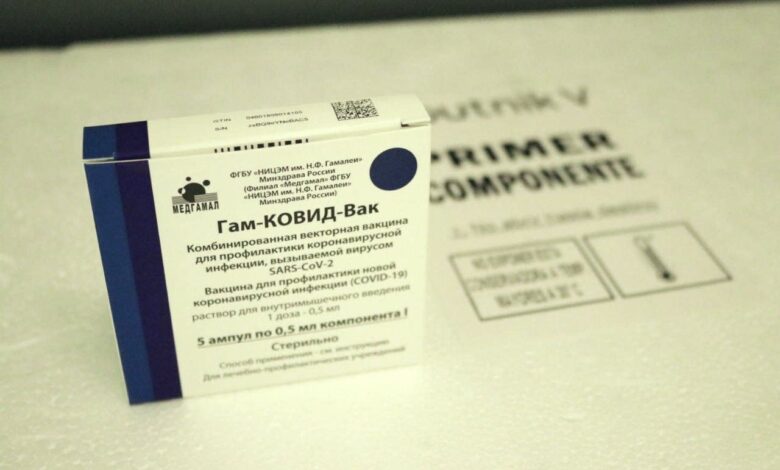 GTIN
S/N
ФГБУ «НИЦЭМ им. Н.Ф. Гамалеи»
Минздрава России
(Филиал «Медгамал» ФГБУ
«НИЦЭМ им. Н.Ф. Гамалеи»
Минздрава России)
МЕДГАМАЛ
Гам-КОВИД-Вак
Комбинированная векторная вакцина
для профилактики коронавирусной
инфекции, вызываемой вирусом
SARS-CoV-2
Вакцина для профилактики новой
коронавирусной инфекции (COVID-19)
раствор для внутримышечного введения
1 доза - 0,5 мл
5 ампул по 0,5 мл компонента I
Стерильно
Способ применения - см. инструкцию
Для лечебно-профилактических учреждений
putnik V
PRIMER
COMPONENTE